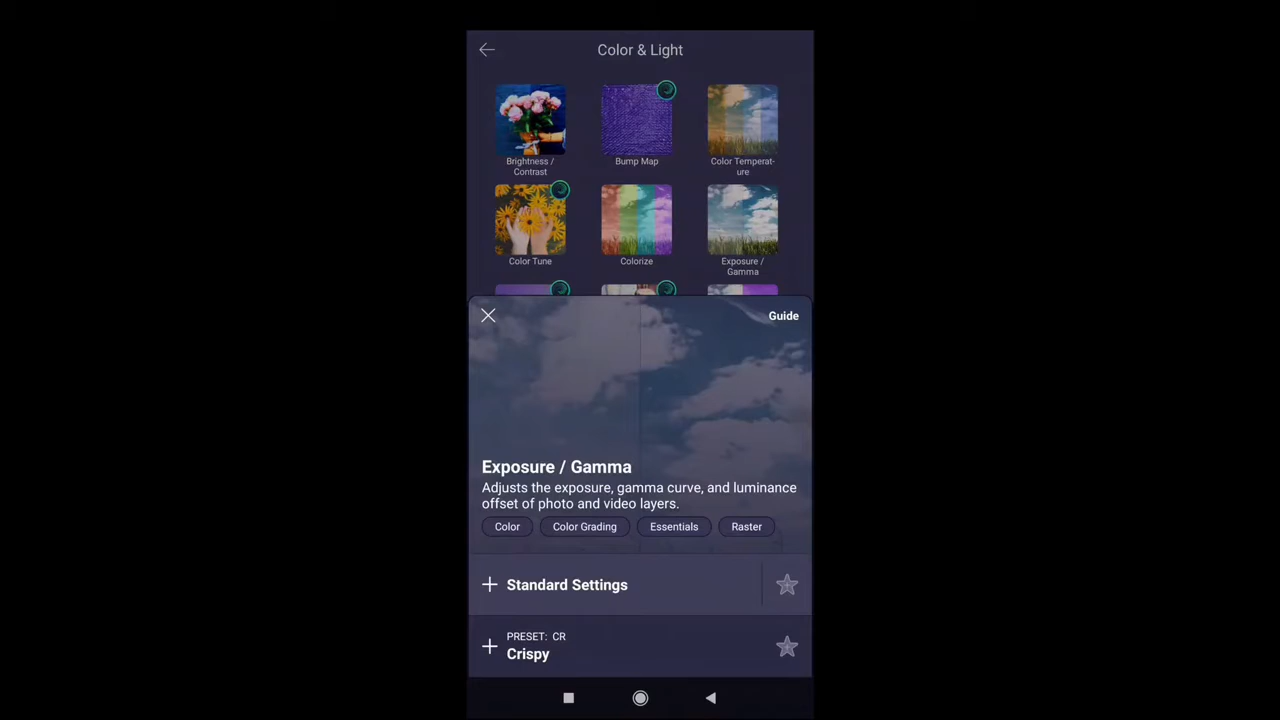 Color & Light
Brightness /
Contrast
Bump Map
Color Temperat-
ure
Color Tune
Colorize
Exposure /
Gamma
Guide
Exposure / Gamma
Adjusts the exposure, gamma curve, and luminance
offset of photo and video layers.
Color
Color Grading
Essentials
Raster
Standard Settings
PRESET: CR
Crispy